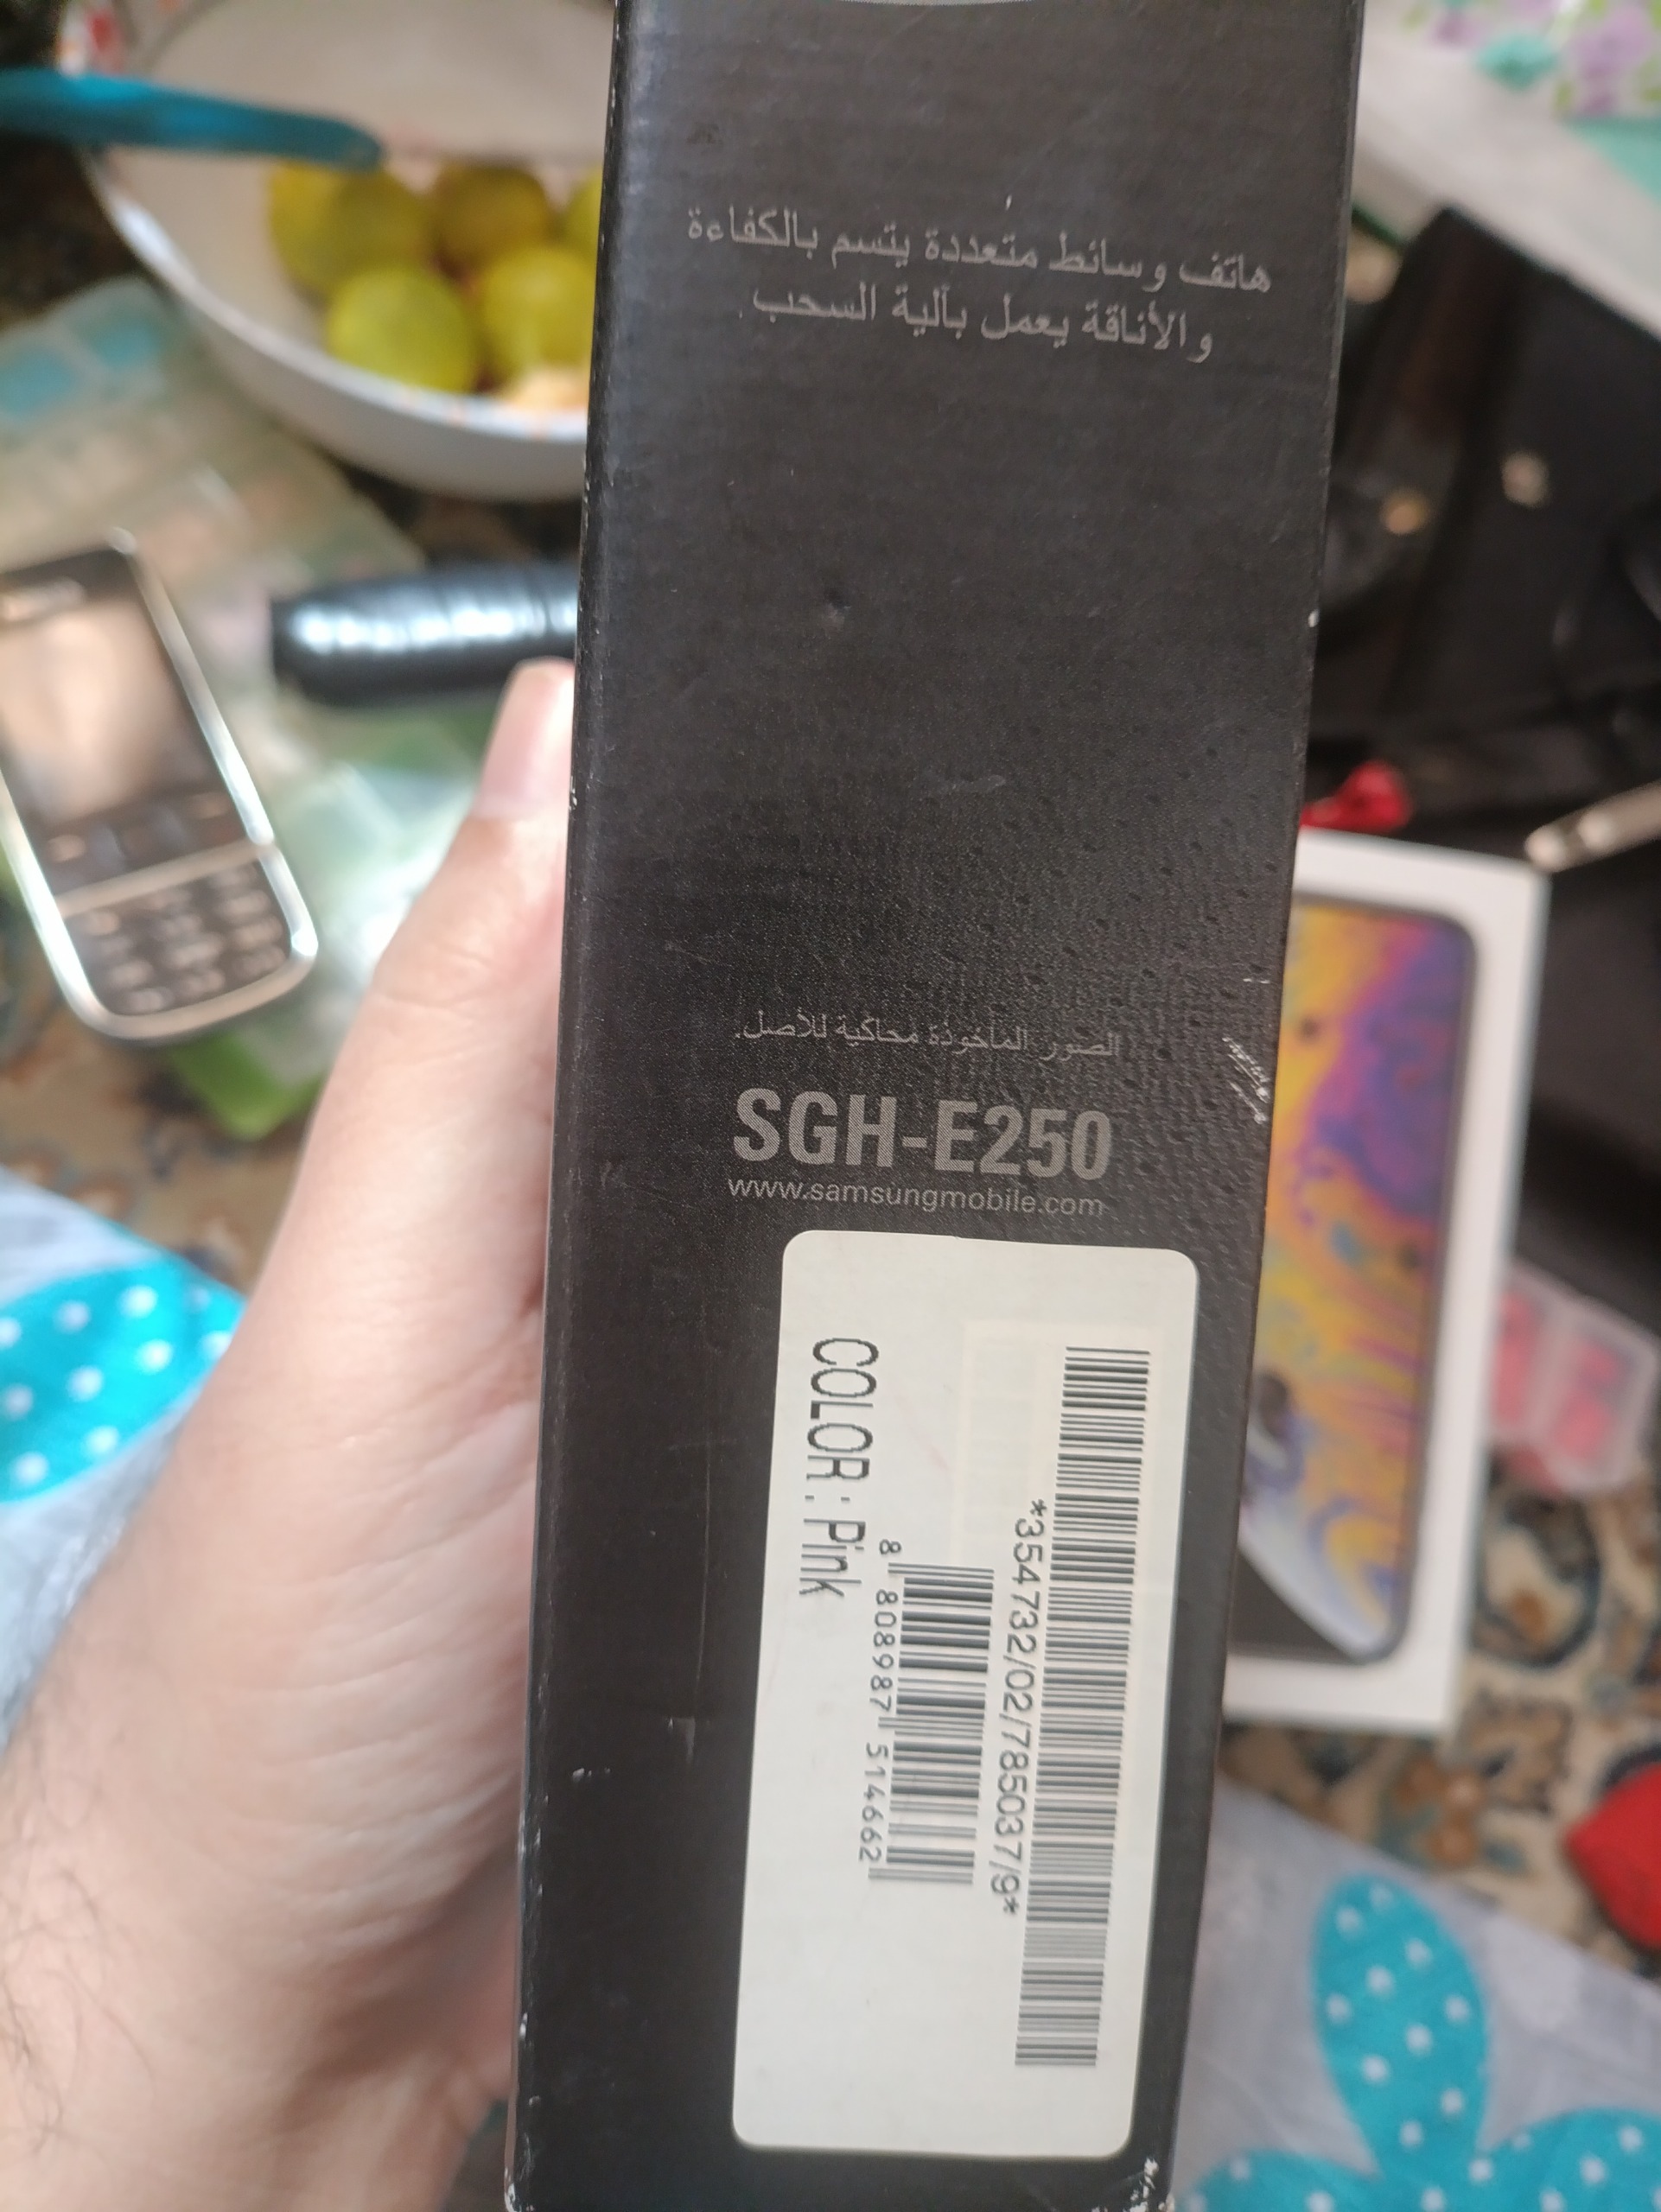 هاتف وسائط متعددة يتسم بالكفاءة
والأناقة يعمل بآلية السحب.
الصور المأخوذة محاكية للأصل.
SGH-E250
www.samsungmobile.com
*354732/02/785037/9*
8 808987 514662
COLOR: Pink